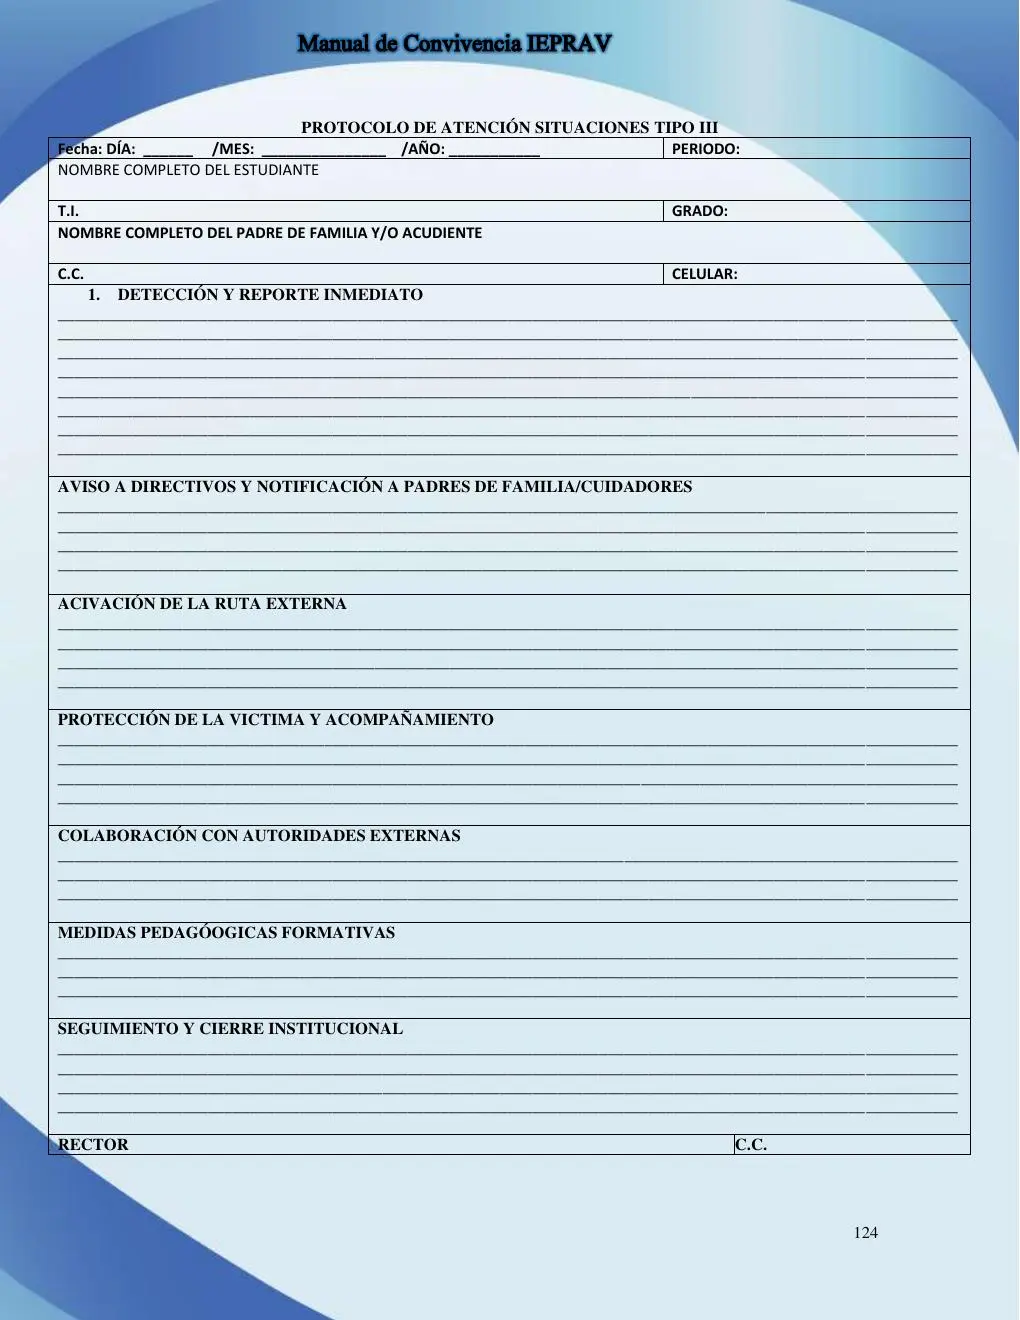 Manual de Convivencia IEPRAV
PROTOCOLO DE ATENCIÓN SITUACIONES TIPO III
Fecha: DÍA: ______ /MES: _______________ /AÑO: ___________ PERIODO:
NOMBRE COMPLETO DEL ESTUDIANTE
T.I. GRADO:
NOMBRE COMPLETO DEL PADRE DE FAMILIA Y/O ACUDIENTE
C.C. CELULAR:
1. DETECCIÓN Y REPORTE INMEDIATO
AVISO A DIRECTIVOS Y NOTIFICACIÓN A PADRES DE FAMILIA/CUIDADORES
ACIVACIÓN DE LA RUTA EXTERNA
PROTECCIÓN DE LA VICTIMA Y ACOMPAÑAMIENTO
COLABORACIÓN CON AUTORIDADES EXTERNAS
MEDIDAS PEDAGÓOGICAS FORMATIVAS
SEGUIMIENTO Y CIERRE INSTITUCIONAL
RECTOR C.C.
124